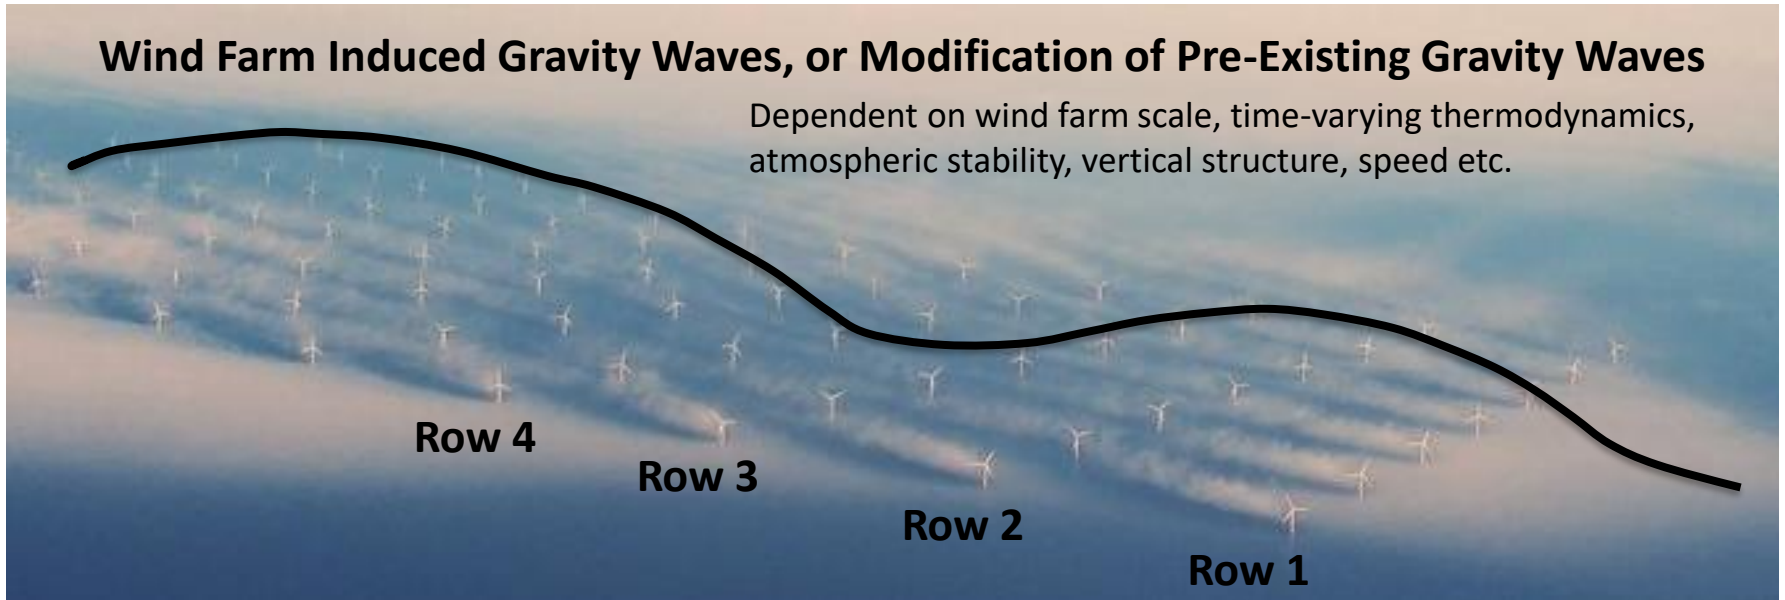 Wind Farm Induced Gravity Waves, or Modification of Pre-Existing Gravity Waves
Dependent on wind farm scale, time-varying thermodynamics,
atmospheric stability, vertical structure, speed etc.
Row 4
Row 3
Row 2
Row 1